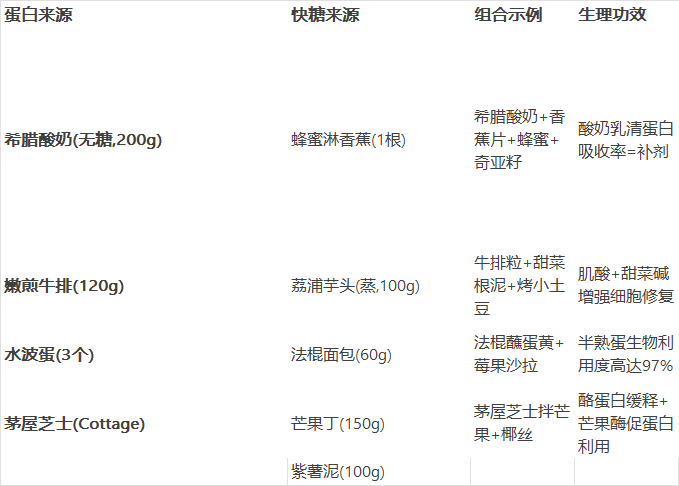 蛋白来源 快糖来源 组合示例 生理功效
希腊酸奶(无糖,200g)
蜂蜜淋香蕉(1根)
希腊酸奶+香
蕉片+蜂蜜+
奇亚籽
酸奶乳清蛋白
吸收率=补剂
嫩煎牛排(120g)
荔浦芋头(蒸,100g)
牛排粒+甜菜
根泥+烤小土
豆
肌酸+甜菜碱
增强细胞修复
水波蛋(3个)
法棍面包(60g)
法棍蘸蛋黄+
莓果沙拉
半熟蛋生物利
用度高达97%
茅屋芝士(Cottage)
芒果丁(150g)
茅屋芝士拌芒
果+椰丝
酪蛋白缓释+
芒果酶促蛋白
利用
紫薯泥(100g)